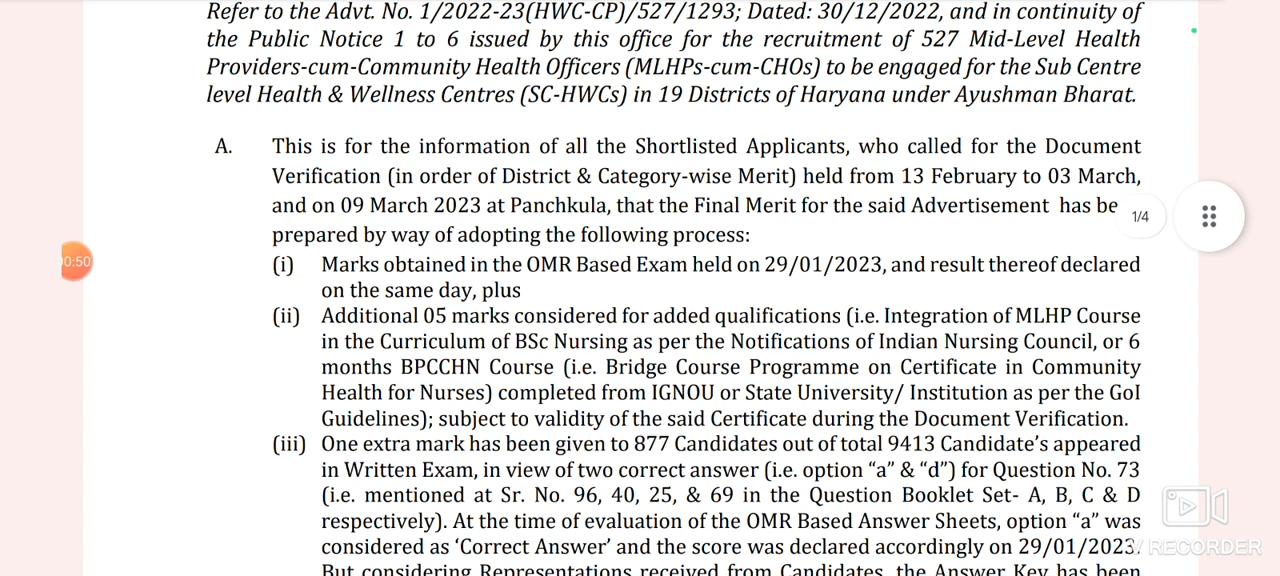 Refer to the Advt. No. 1/2022-23(HWC-CP)/527/1293; Dated: 30/12/2022, and in continuity of
the Public Notice 1 to 6 issued by this office for the recruitment of 527 Mid-Level Health
Providers-cum-Community Health Officers (MLHPs-cum-CHOs) to be engaged for the Sub Centre
level Health & Wellness Centres (SC-HWCs) in 19 Districts of Haryana under Ayushman Bharat.
A. This is for the information of all the Shortlisted Applicants, who called for the Document
Verification (in order of District & Category-wise Merit) held from 13 February to 03 March,
and on 09 March 2023 at Panchkula, that the Final Merit for the said Advertisement has be
1/4
prepared by way of adopting the following process:
0:50
(i) Marks obtained in the OMR Based Exam held on 29/01/2023, and result thereof declared
on the same day, plus
(ii) Additional 05 marks considered for added qualifications (i.e. Integration of MLHP Course
in the Curriculum of BSc Nursing as per the Notifications of Indian Nursing Council, or 6
months BPCCHN Course (i.e. Bridge Course Programme on Certificate in Community
Health for Nurses) completed from IGNOU or State University/ Institution as per the GoI
Guidelines); subject to validity of the said Certificate during the Document Verification.
(iii) One extra mark has been given to 877 Candidates out of total 9413 Candidate's appeared
in Written Exam, in view of two correct answer (i.e. option "a" & "d") for Question No. 73
(i.e. mentioned at Sr. No. 96, 40, 25, & 69 in the Question Booklet Set- A, B, C & D
respectively). At the time of evaluation of the OMR Based Answer Sheets, option "a" was
considered as 'Correct Answer' and the score was declared accordingly on 29/01/2023.
RECORDER
But considering Representations received from Candidates, the Answer Key has been